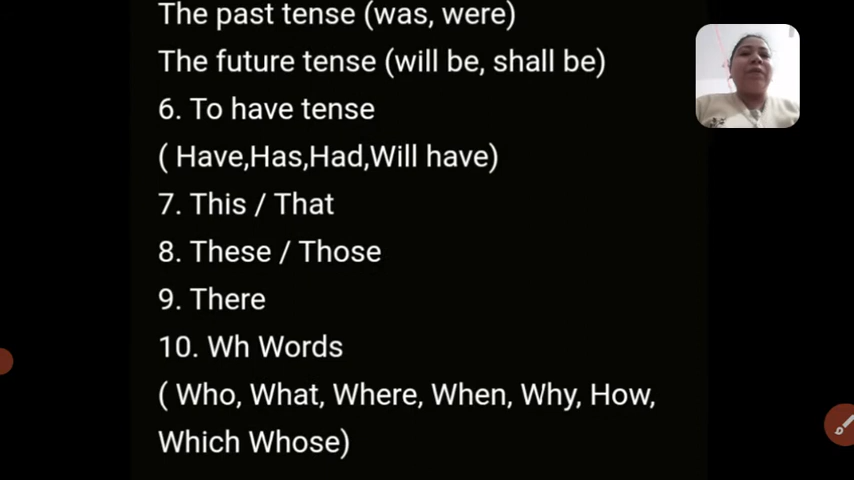 The past tense (was, were)
The future tense (will be, shall be)
6. To have tense
( Have,Has,Had,Will have)
7. This / That
8. These / Those
9. There
10. Wh Words
( Who, What, Where, When, Why, How,
Which Whose)